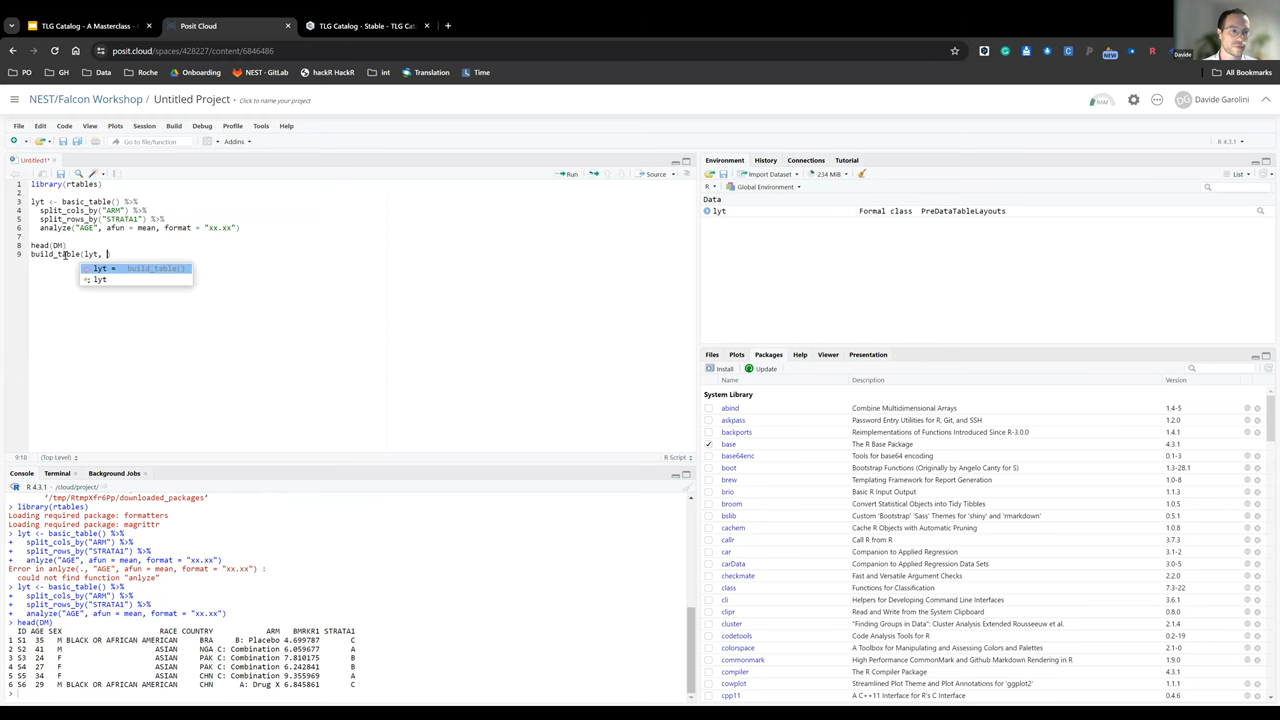 TLG Catalog - A Masterclass -
Posit Cloud
TLG Catalog - Stable - TLG Cat
posit.cloud/spaces/428227/content/6846486
NEW
Davide
PO
GH
Data
Roche
Onboarding
NEST - GitLab
hackR HackR
int
Translation
Time
All Bookmarks
NEST/Falcon Workshop / Untitled Project
Click to name your project
RAM
DG
Davide Garolini
File Edit Code View Plots Session Build Debug Profile Tools Help
Go to file/function
Addins
R 4.3.1
Untitled1*
Run
Source
1 library(rtables)
2
3 lyt <- basic_table() %>%
4 split_cols_by("ARM") %>%
5 split_rows_by("STRATA1") %>%
6 analyze("AGE", afun = mean, format = "xx.xx")
7
8 head(DM)
9 build_table(lyt, )
lyt = build_table()
lyt
9:18 (Top Level)
R Script
Console Terminal Background Jobs
R 4.3.1 · /cloud/project/
‘/tmp/RtmpXfr6Pp/downloaded_packages’
> library(rtables)
Loading required package: formatters
Loading required package: magrittr
> lyt <- basic_table() %>%
+ split_cols_by("ARM") %>%
+ split_rows_by("STRATA1") %>%
+ anlyze("AGE", afun = mean, format = "xx.xx")
Error in anlyze(., "AGE", afun = mean, format = "xx.xx") :
could not find function "anlyze"
> lyt <- basic_table() %>%
+ split_cols_by("ARM") %>%
+ split_rows_by("STRATA1") %>%
+ analyze("AGE", afun = mean, format = "xx.xx")
> head(DM)
ID AGE SEX RACE COUNTRY ARM BMRKR1 STRATA1
1 S1 35 M BLACK OR AFRICAN AMERICAN BRA B: Placebo 4.699787 C
2 S2 41 M ASIAN NGA C: Combination 6.059677 A
3 S3 24 F ASIAN PAK C: Combination 7.810175 B
4 S4 27 F ASIAN PAK C: Combination 6.242841 B
5 S5 34 F ASIAN CHN C: Combination 9.355969 A
6 S6 29 M BLACK OR AFRICAN AMERICAN CHN A: Drug X 6.845861 C
>
Environment History Connections Tutorial
Import Dataset
234 MiB
List
R
Global Environment
Data
lyt Formal class PreDataTableLayouts
Files Plots Packages Help Viewer Presentation
Install Update
Name Description Version
System Library
abind Combine Multidimensional Arrays 1.4-5
askpass Password Entry Utilities for R, Git, and SSH 1.2.0
backports Reimplementations of Functions Introduced Since R-3.0.0 1.4.1
base The R Base Package 4.3.1
base64enc Tools for base64 encoding 0.1-3
boot Bootstrap Functions (Originally by Angelo Canty for S) 1.3-28.1
brew Templating Framework for Report Generation 1.0-8
brio Basic R Input Output 1.1.3
broom Convert Statistical Objects into Tidy Tibbles 1.0.5
bslib Custom 'Bootstrap' 'Sass' Themes for 'shiny' and 'rmarkdown' 0.5.1
cachem Cache R Objects with Automatic Pruning 1.0.8
callr Call R from R 3.7.3
car Companion to Applied Regression 3.1-2
carData Companion to Applied Regression Data Sets 3.0-5
checkmate Fast and Versatile Argument Checks 2.2.0
class Functions for Classification 7.3-22
cli Helpers for Developing Command Line Interfaces 3.6.1
clipr Read and Write from the System Clipboard 0.8.0
cluster "Finding Groups in Data": Cluster Analysis Extended Rousseeuw et al. 2.1.4
codetools Code Analysis Tools for R 0.2-19
colorspace A Toolbox for Manipulating and Assessing Colors and Palettes 2.1-0
commonmark High Performance CommonMark and Github Markdown Rendering in R 1.9.0
compiler The R Compiler Package 4.3.1
cowplot Streamlined Plot Theme and Plot Annotations for 'ggplot2' 1.1.1
cpp11 A C++11 Interface for R's C Interface 0.4.6